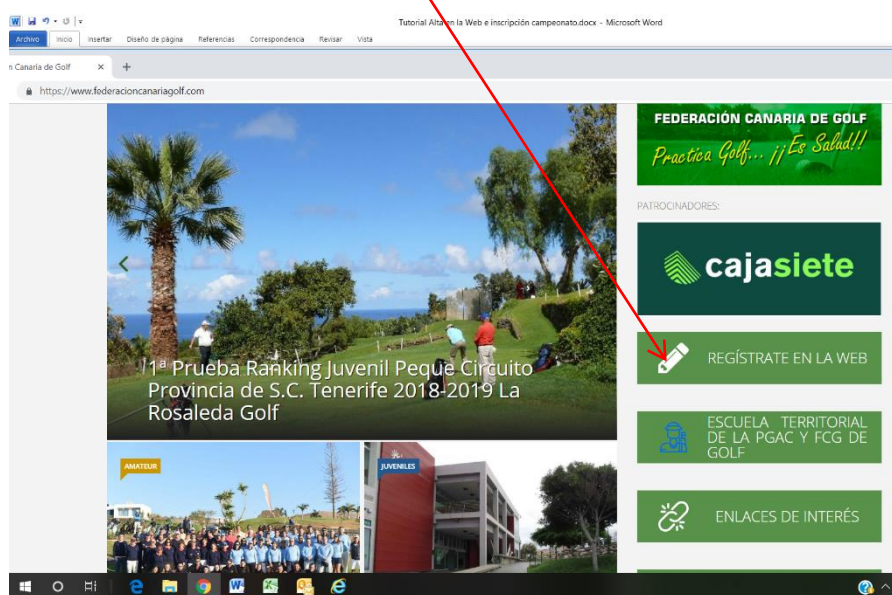 Tutorial Alta en la Web e inscripción campeonato.docx - Microsoft Word
Archivo Inicio Insertar Diseño de página Referencias Correspondencia Revisar Vista
n Canaria de Golf
https://www.federacioncanariagolf.com
FEDERACIÓN CANARIA DE GOLF
Practica Golf... ¡¡Es Salud!!
PATROCINADORES:
cajasiete
REGÍSTRATE EN LA WEB
1ª Prueba Ranking Juvenil Peque Circuito
Provincia de S.C. Tenerife 2018-2019 La
Rosaleda Golf
ESCUELA TERRITORIAL
DE LA PGAC Y FCG DE
GOLF
AMATEUR
JUVENILES
ENLACES DE INTERÉS